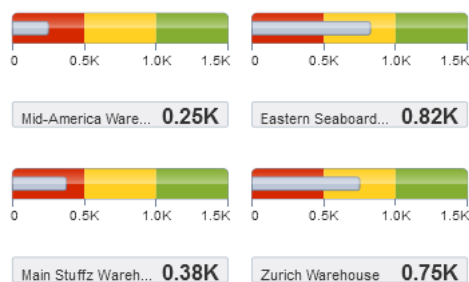 0 0.5K 1.0K 1.5K
0 0.5K 1.0K 1.5K
Mid-America Ware... 0.25K
Eastern Seaboard... 0.82K
0 0.5K 1.0K 1.5K
0 0.5K 1.0K 1.5K
Main Stuffz Wareh... 0.38K
Zurich Warehouse 0.75K